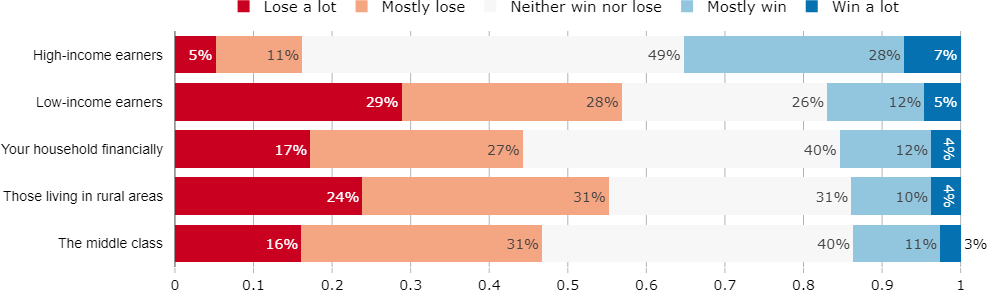 Lose a lot Mostly lose Neither win nor lose Mostly win Win a lot
High-income earners 5% 11% 49% 28% 7%
Low-income earners 29% 28% 26% 12% 5%
Your household financially 17% 27% 40% 12% 4%
Those living in rural areas 24% 31% 31% 10% 4%
The middle class 16% 31% 40% 11% 3%
0 0.1 0.2 0.3 0.4 0.5 0.6 0.7 0.8 0.9 1